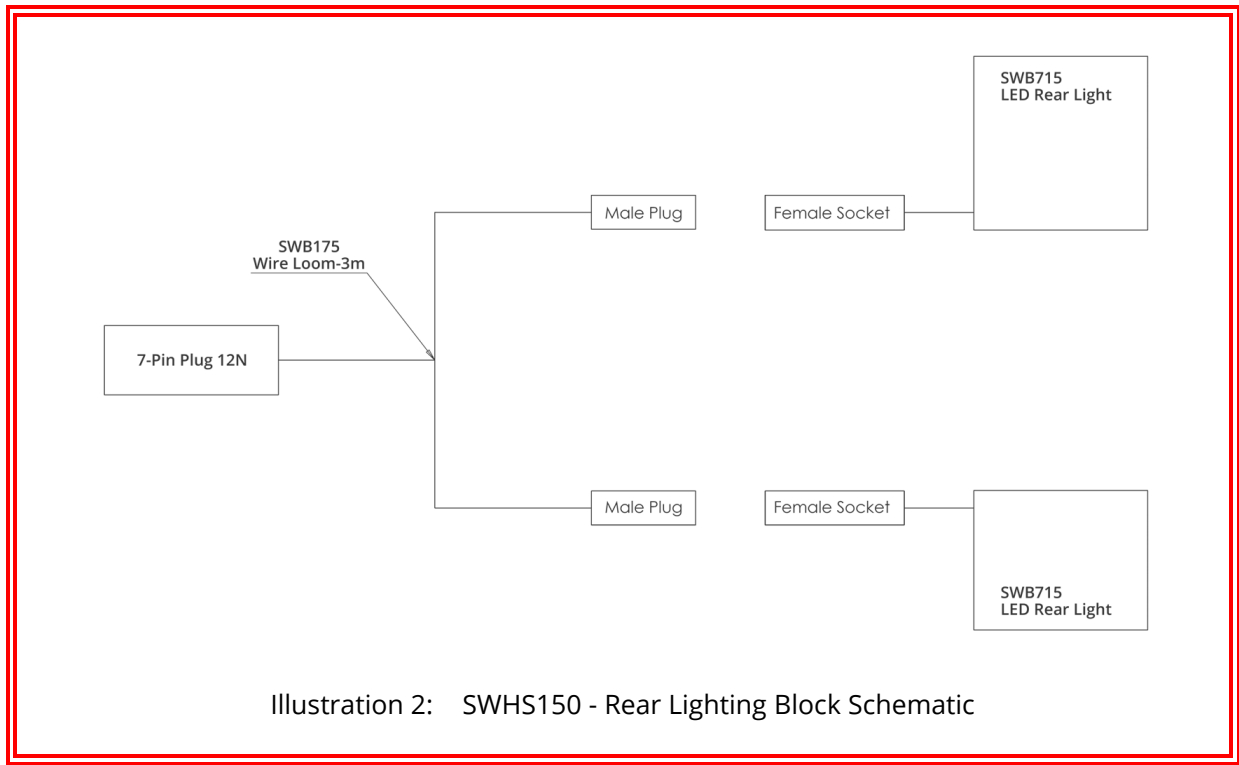 SWB715
LED Rear Light
Male Plug
Female Socket
SWB175
Wire Loom-3m
7-Pin Plug 12N
Male Plug
Female Socket
SWB715
LED Rear Light
Illustration 2: SWHS150 - Rear Lighting Block Schematic